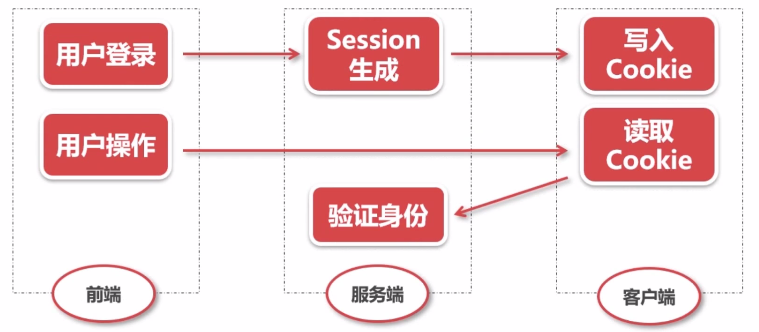 用户登录
Session
生成
写入
Cookie
用户操作
读取
Cookie
验证身份
前端
服务端
客户端